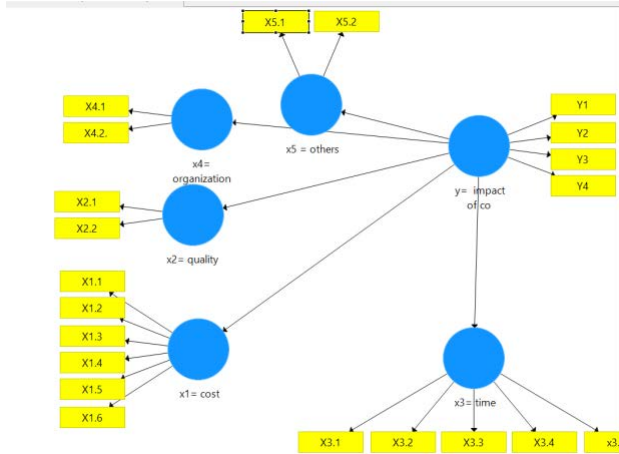 X5.1
X5.2
X4.1
X4.2.
x5 = others
Y1
Y2
Y3
Y4
x4=
organization
y= impact
of co
X2.1
X2.2
x2= quality
X1.1
X1.2
X1.3
X1.4
X1.5
X1.6
x1= cost
x3= time
X3.1
X3.2
X3.3
X3.4
x3.